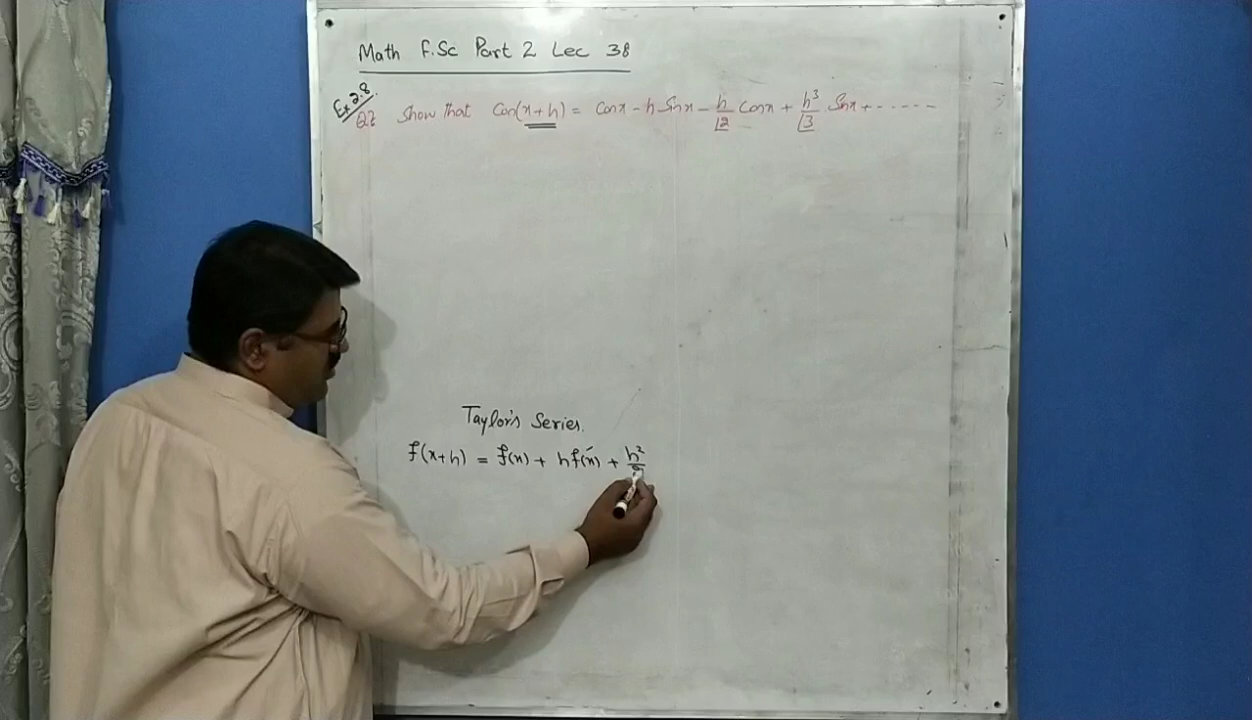 Math F.Sc Part 2 Lec 38
Ex 2.8
Q2 Show that Cos(x+h) = Cosx - h Sinx - h/⌊2 Cosx + h³/⌊3 Sinx + ------
Taylor's Series.
f(x+h) = f(x) + hf′(x) + h²/